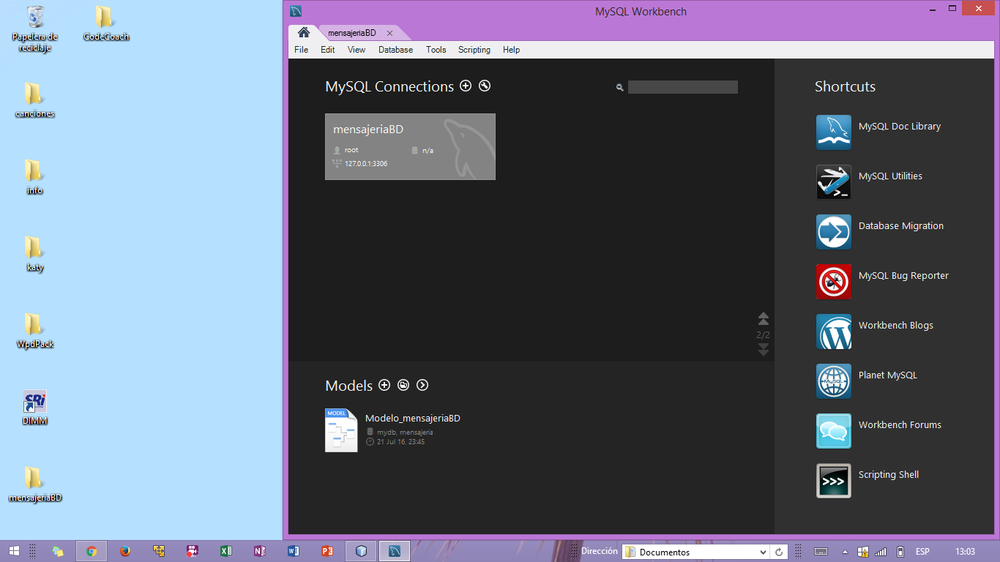 Papelera de
reciclaje
CodeCoach
canciones
info
katy
WpdPack
SRi
DIMM
mensajeriaBD
MySQL Workbench
mensajeriaBD
File Edit View Database Tools Scripting Help
MySQL Connections
mensajeriaBD
root n/a
127.0.0.1:3306
2/2
Models
MODEL
Modelo_mensajeriaBD
mydb, mensajeria
21 Jul 16, 23:45
Shortcuts
MySQL Doc Library
MySQL Utilities
>_
Database Migration
MySQL Bug Reporter
Workbench Blogs
MySQL
Planet MySQL
Workbench Forums
>>>
Scripting Shell
Dirección Documentos ESP 13:03